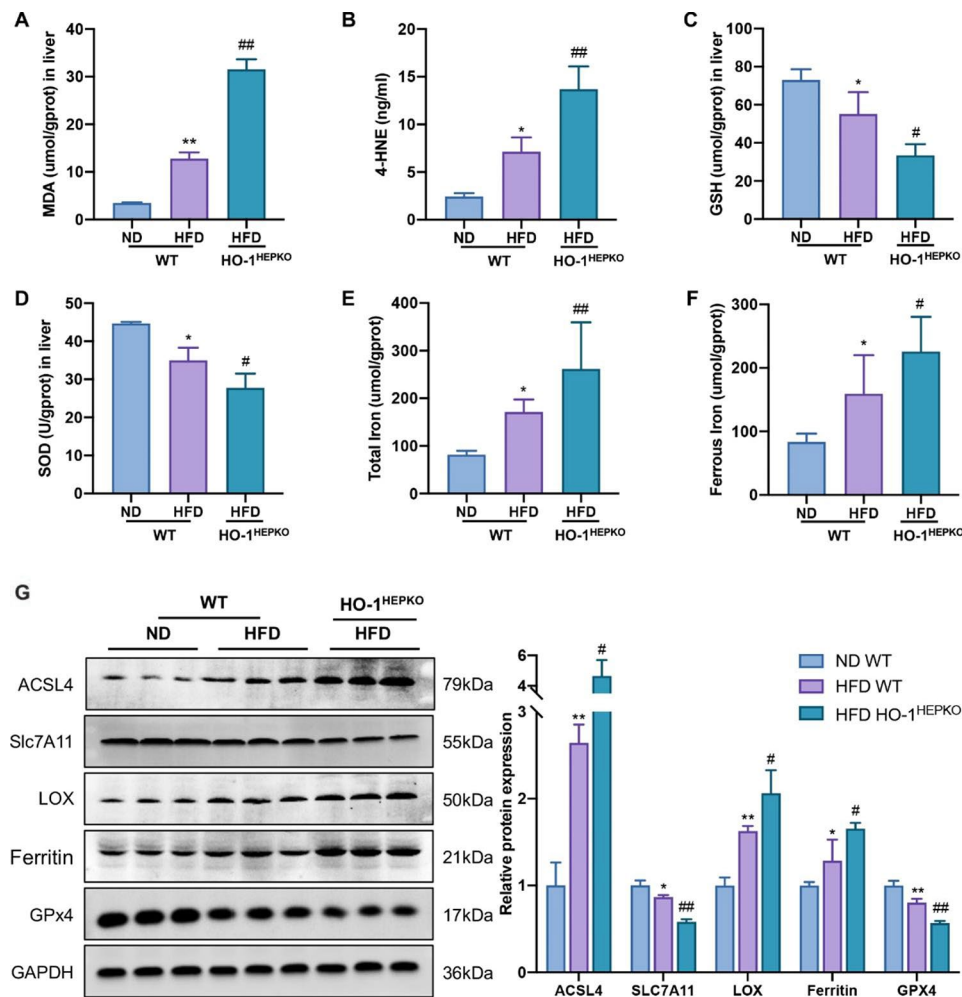 A
MDA (umol/gprot) in liver
40
30
20
10
0
**
##
ND HFD HFD
WT HO-1HEPKO
B
4-HNE (ng/ml)
20
15
10
5
0
*
##
ND HFD HFD
WT HO-1HEPKO
C
GSH (umol/gprot) in liver
100
80
60
40
20
0
*
#
ND HFD HFD
WT HO-1HEPKO
D
SOD (U/gprot) in liver
50
40
30
20
10
0
*
#
ND HFD HFD
WT HO-1HEPKO
E
Total Iron (umol/gprot)
400
300
200
100
0
*
##
ND HFD HFD
WT HO-1HEPKO
F
Ferrous Iron (umol/gprot))
300
200
100
0
*
#
ND HFD HFD
WT HO-1HEPKO
G
WT HO-1HEPKO
ND HFD HFD
ACSL4 79kDa
Slc7A11 55kDa
LOX 50kDa
Ferritin 21kDa
GPx4 17kDa
GAPDH 36kDa
Relative protein expression
6
4
3
2
1
0
** #
* ##
** #
* #
** ##
ACSL4 SLC7A11 LOX Ferritin GPX4
ND WT
HFD WT
HFD HO-1HEPKO